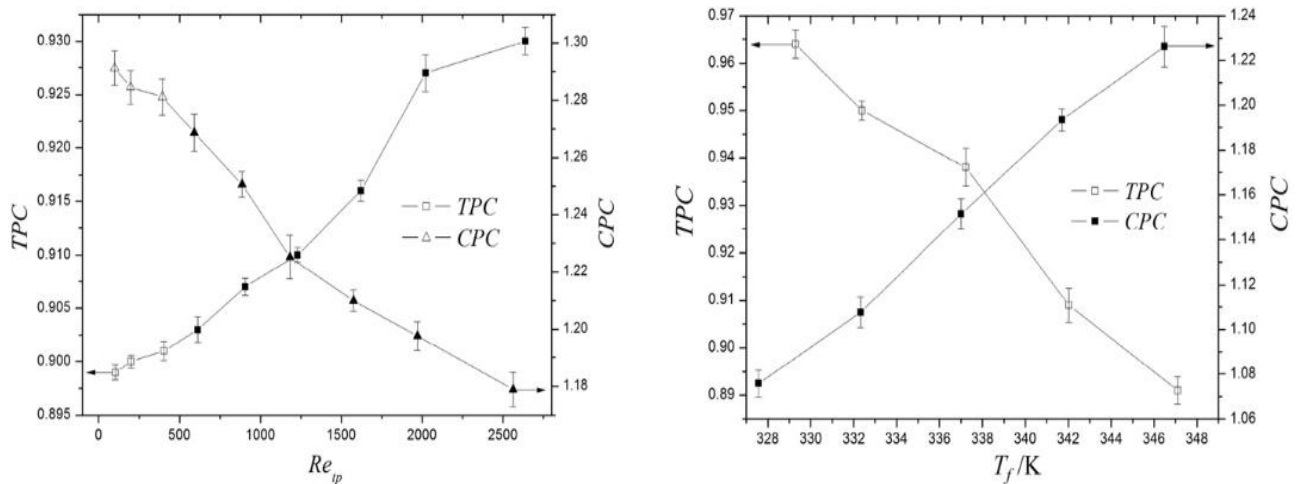 0.930
0.925
0.920
0.915
0.910
0.905
0.900
0.895
TPC
1.30
1.28
1.26
1.24
1.22
1.20
1.18
CPC
TPC
CPC
0 500 1000 1500 2000 2500
Re_tp
0.97
0.96
0.95
0.94
0.93
0.92
0.91
0.90
0.89
TPC
1.24
1.22
1.20
1.18
1.16
1.14
1.12
1.10
1.08
1.06
CPC
TPC
CPC
328 330 332 334 336 338 340 342 344 346 348
T_f /K